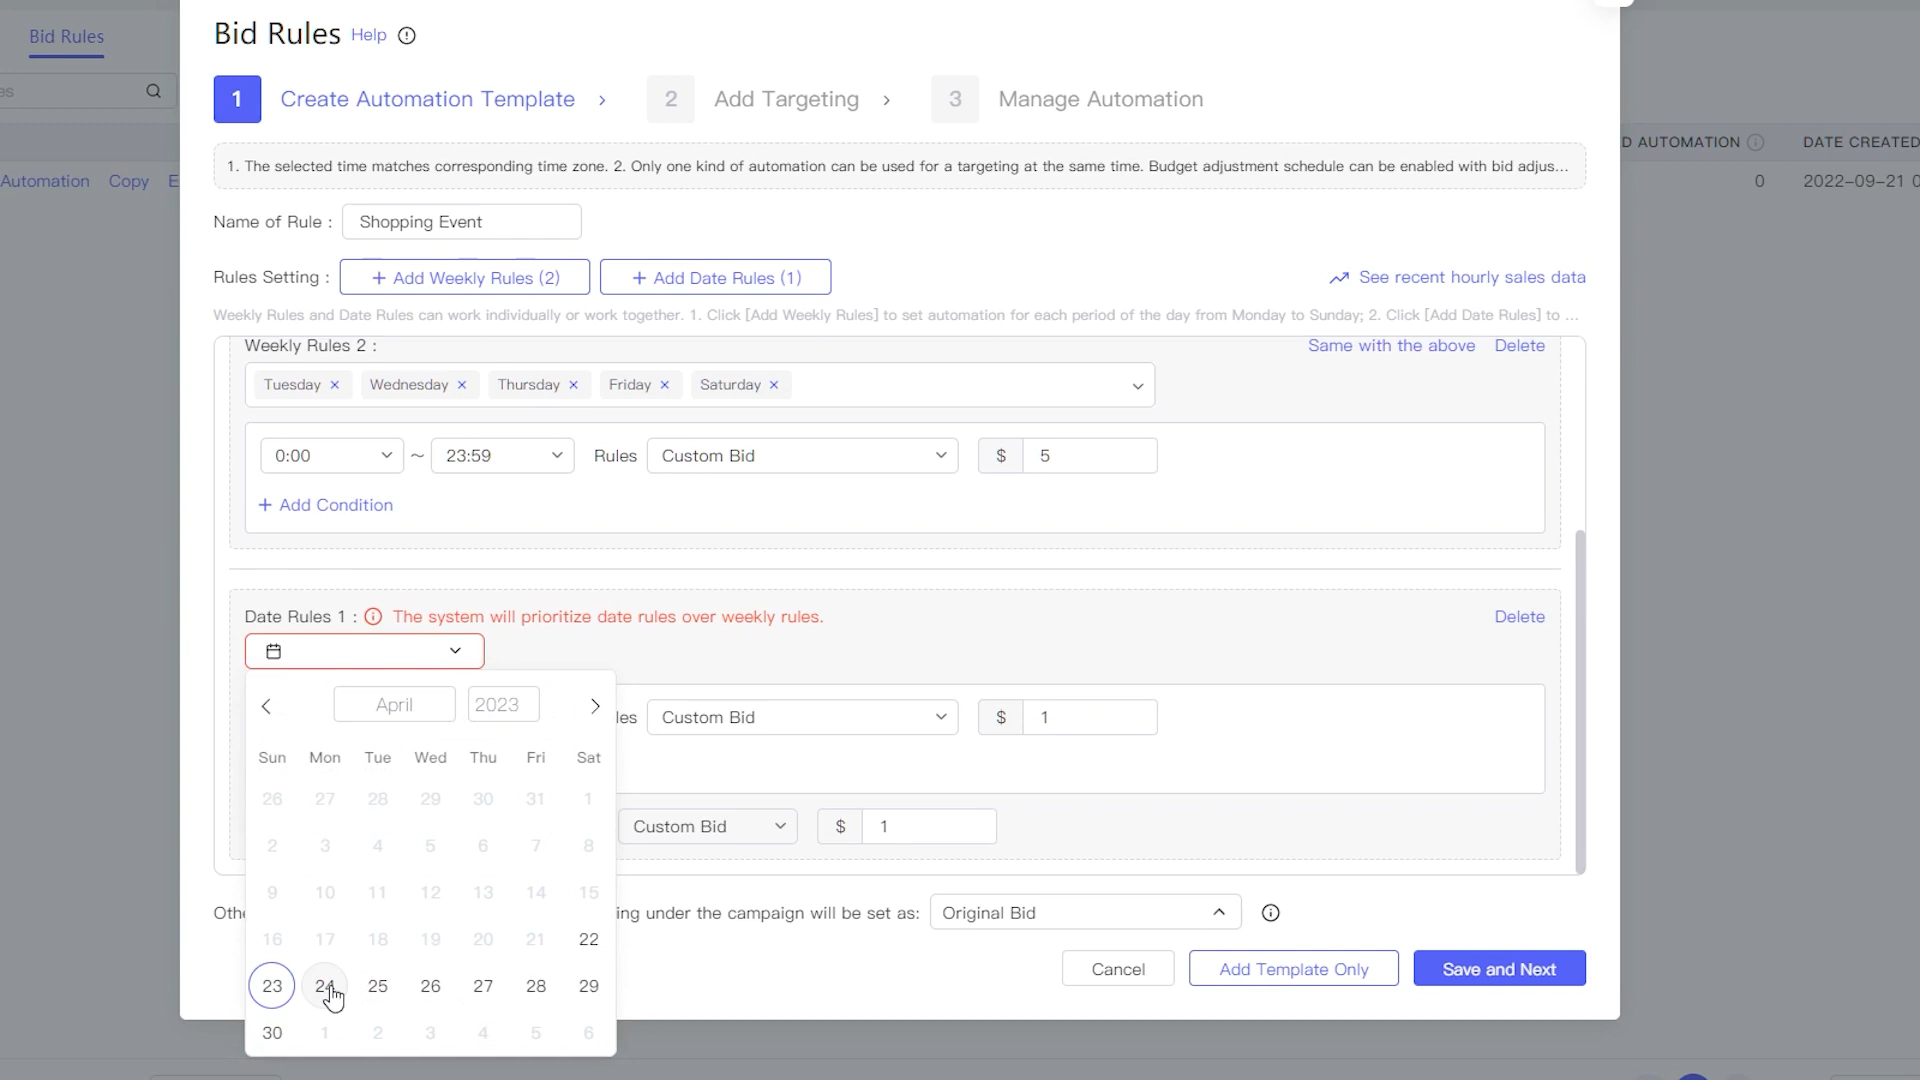 Bid Rules
Bid Rules Help
es
1 Create Automation Template > 2 Add Targeting > 3 Manage Automation
D AUTOMATION DATE CREATED
1. The selected time matches corresponding time zone. 2. Only one kind of automation can be used for a targeting at the same time. Budget adjustment schedule can be enabled with bid adjus...
Automation Copy E
0 2022-09-21 0
Name of Rule : Shopping Event
Rules Setting : + Add Weekly Rules (2) + Add Date Rules (1) See recent hourly sales data
Weekly Rules and Date Rules can work individually or work together. 1. Click [Add Weekly Rules] to set automation for each period of the day from Monday to Sunday; 2. Click [Add Date Rules] to ...
Weekly Rules 2 : Same with the above Delete
Tuesday × Wednesday × Thursday × Friday × Saturday ×
0:00 ~ 23:59 Rules Custom Bid $ 5
+ Add Condition
Date Rules 1 : The system will prioritize date rules over weekly rules. Delete
April 2023
les Custom Bid $ 1
Sun Mon Tue Wed Thu Fri Sat
26 27 28 29 30 31 1
Custom Bid $ 1
2 3 4 5 6 7 8
9 10 11 12 13 14 15
Othe ing under the campaign will be set as: Original Bid
16 17 18 19 20 21 22
Cancel Add Template Only Save and Next
23 24 25 26 27 28 29
30 1 2 3 4 5 6